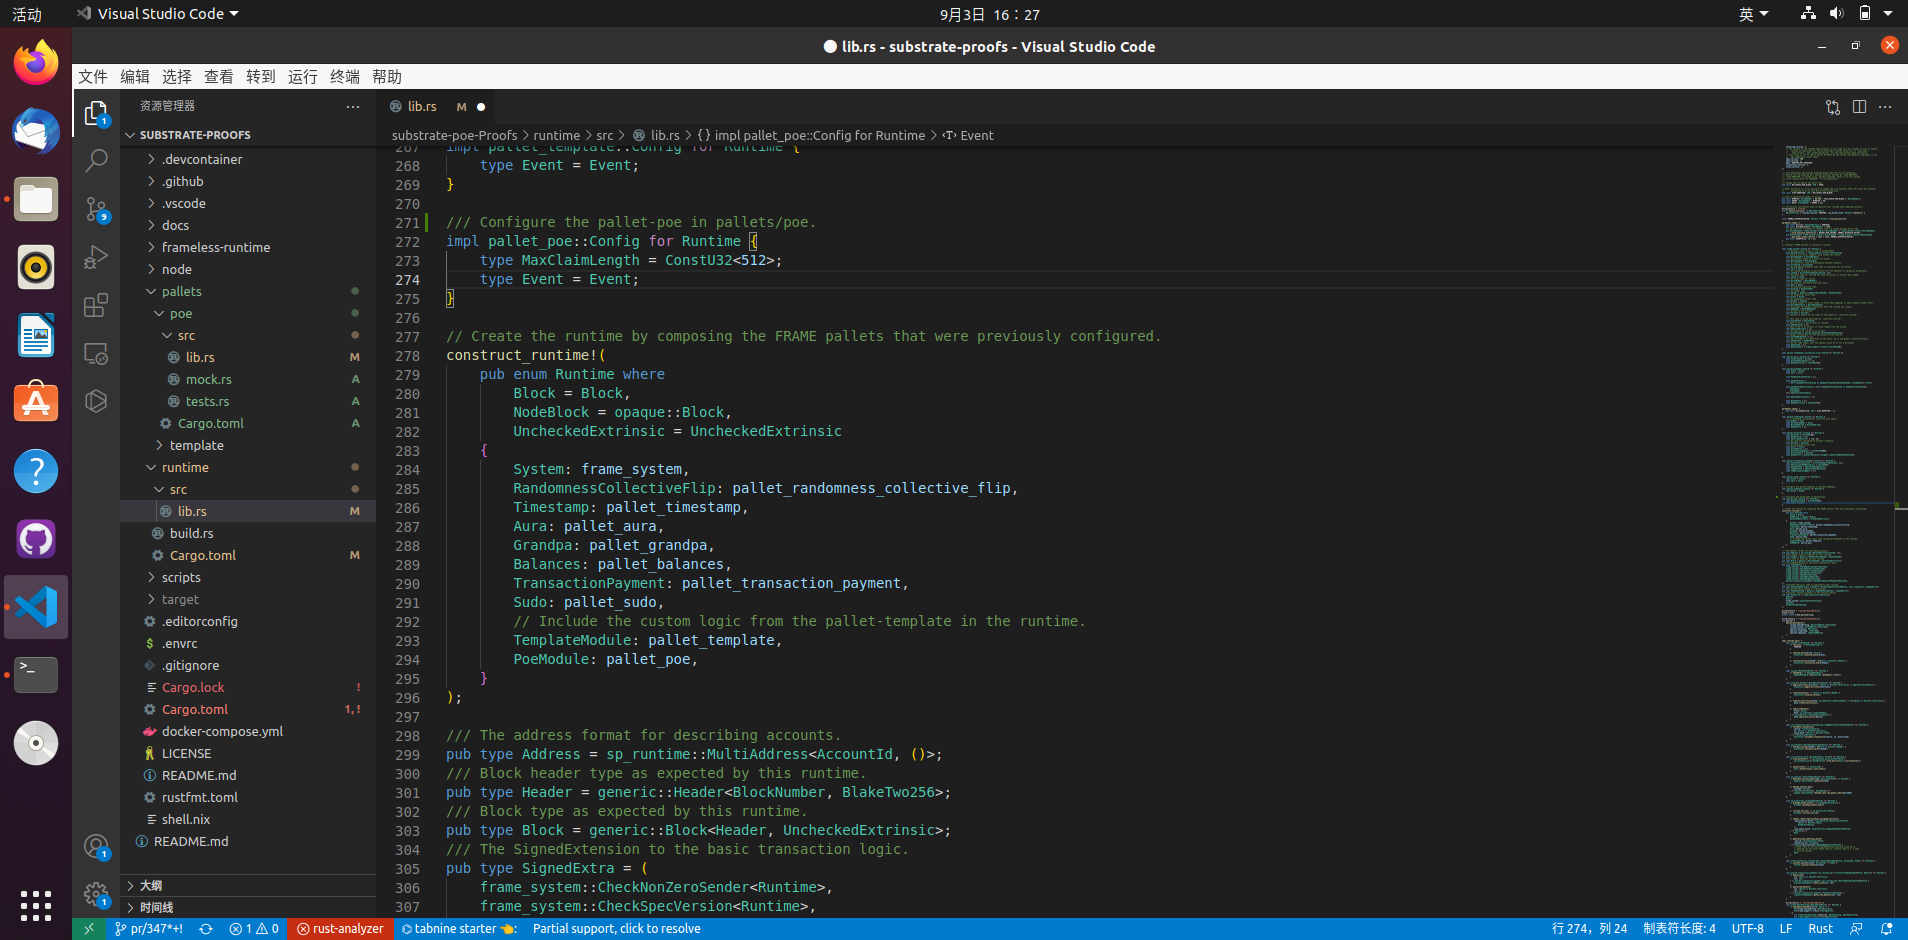 活动
Visual Studio Code
9月3日 16：27
英
lib.rs - substrate-proofs - Visual Studio Code
文件 编辑 选择 查看 转到 运行 终端 帮助
资源管理器
SUBSTRATE-PROOFS
.devcontainer
.github
.vscode
docs
frameless-runtime
node
pallets
poe
src
lib.rs M
mock.rs A
tests.rs A
Cargo.toml A
template
runtime
src
lib.rs M
build.rs
Cargo.toml M
scripts
target
.editorconfig
.envrc
.gitignore
Cargo.lock !
Cargo.toml 1, !
docker-compose.yml
LICENSE
README.md
rustfmt.toml
shell.nix
README.md
大纲
时间线
1
9
1
1
lib.rs M
substrate-poe-Proofs > runtime > src > lib.rs > {} impl pallet_poe::Config for Runtime > Event
267 impl pallet_template::Config for Runtime {
268 type Event = Event;
269 }
270
271 /// Configure the pallet-poe in pallets/poe.
272 impl pallet_poe::Config for Runtime {
273 type MaxClaimLength = ConstU32<512>;
274 type Event = Event;
275 }
276
277 // Create the runtime by composing the FRAME pallets that were previously configured.
278 construct_runtime!(
279 pub enum Runtime where
280 Block = Block,
281 NodeBlock = opaque::Block,
282 UncheckedExtrinsic = UncheckedExtrinsic
283 {
284 System: frame_system,
285 RandomnessCollectiveFlip: pallet_randomness_collective_flip,
286 Timestamp: pallet_timestamp,
287 Aura: pallet_aura,
288 Grandpa: pallet_grandpa,
289 Balances: pallet_balances,
290 TransactionPayment: pallet_transaction_payment,
291 Sudo: pallet_sudo,
292 // Include the custom logic from the pallet-template in the runtime.
293 TemplateModule: pallet_template,
294 PoeModule: pallet_poe,
295 }
296 );
297
298 /// The address format for describing accounts.
299 pub type Address = sp_runtime::MultiAddress<AccountId, ()>;
300 /// Block header type as expected by this runtime.
301 pub type Header = generic::Header<BlockNumber, BlakeTwo256>;
302 /// Block type as expected by this runtime.
303 pub type Block = generic::Block<Header, UncheckedExtrinsic>;
304 /// The SignedExtension to the basic transaction logic.
305 pub type SignedExtra = (
306 frame_system::CheckNonZeroSender<Runtime>,
307 frame_system::CheckSpecVersion<Runtime>,
pr/347*+! 1 0 rust-analyzer tabnine starter : Partial support, click to resolve 行 274，列 24 制表符长度: 4 UTF-8 LF Rust